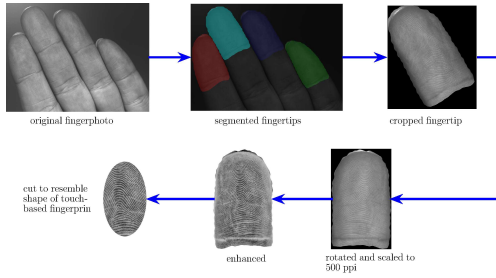 original fingerphoto
segmented fingertips
cropped fingertip
cut to resemble
shape of touch-
based fingerprin
enhanced
rotated and scaled to
500 ppi